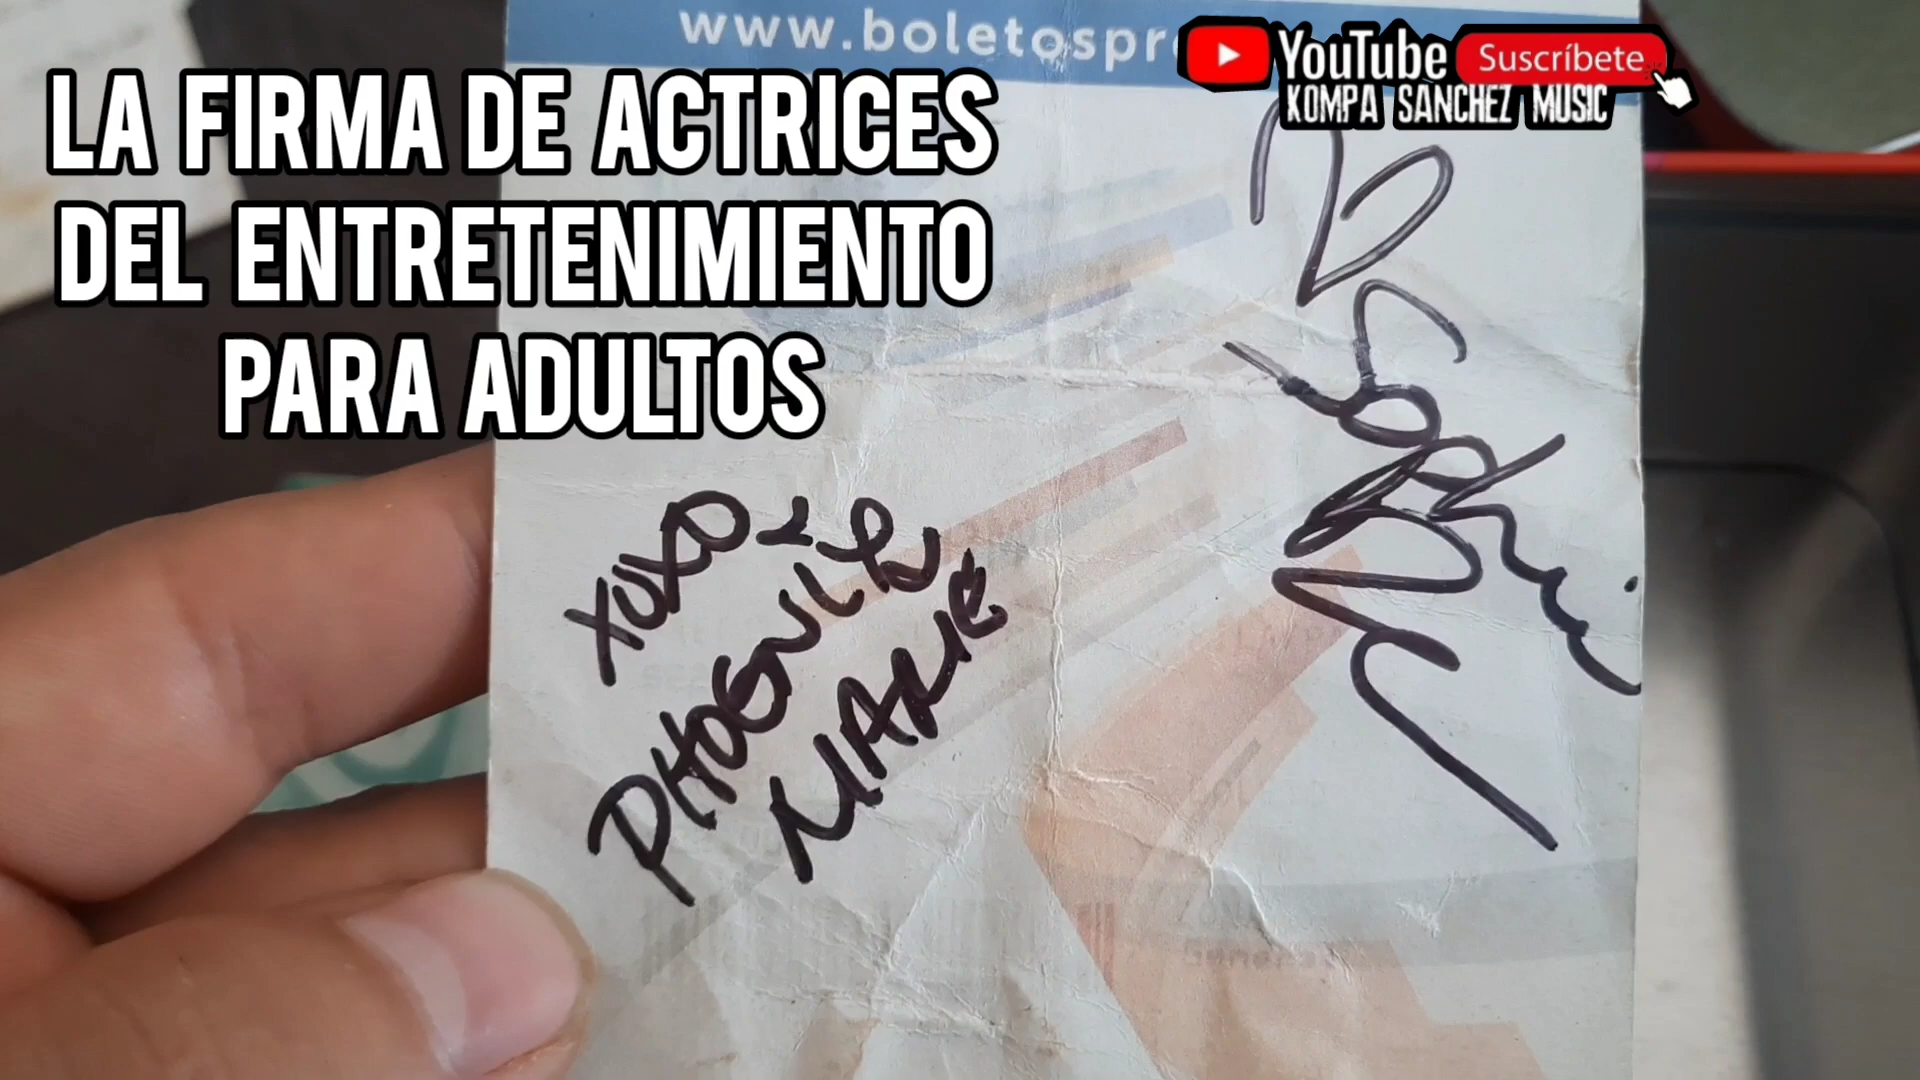 www.boletospr
YouTube Suscríbete
KOMPA SANCHEZ MUSIC
LA FIRMA DE ACTRICES
DEL ENTRETENIMIENTO
PARA ADULTOS
XOXO
PHOENIX
MARIE